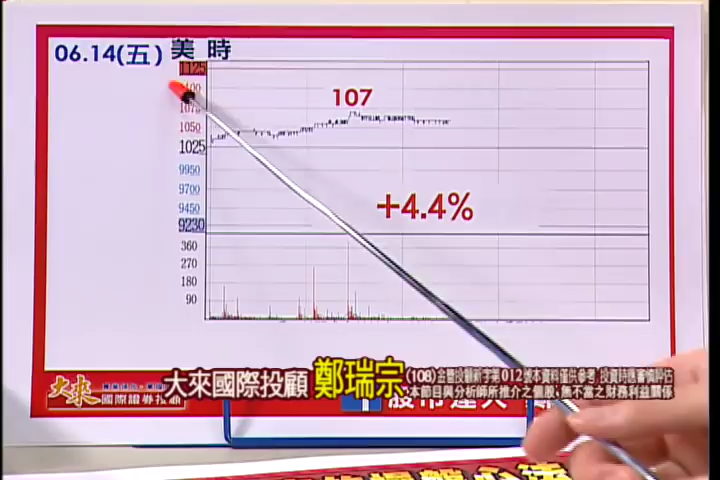 06.14(五) 美時
1125
1075
107
1050
1025
9950
9700
+4.4%
9450
9230
360
270
180
90
大來
國際證券投顧
大來國際投顧 鄭瑞宗
(108)金管投顧新字第012號本資料僅供參考 投資時應審慎評估
本節目與分析師所推介之個股,無不當之財務利益關係
股市達人